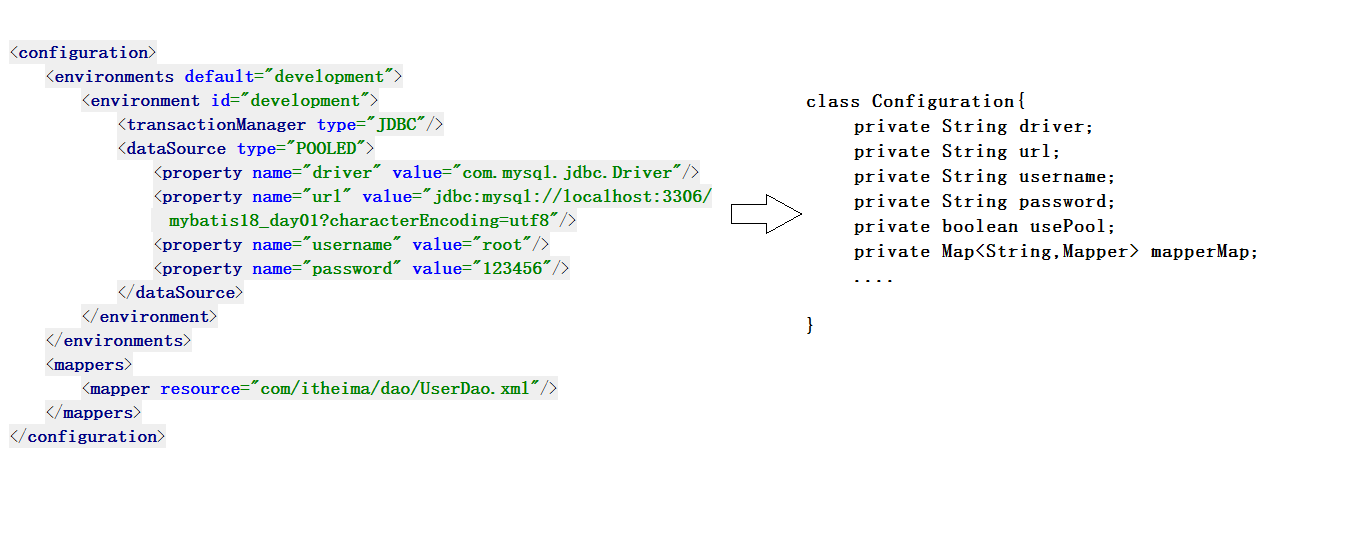 <configuration>
<environments default="development">
<environment id="development">
<transactionManager type="JDBC"/>
<dataSource type="POOLED">
<property name="driver" value="com.mysql.jdbc.Driver"/>
<property name="url" value="jdbc:mysql://localhost:3306/
mybatis18_day01?characterEncoding=utf8"/>
<property name="username" value="root"/>
<property name="password" value="123456"/>
</dataSource>
</environment>
</environments>
<mappers>
<mapper resource="com/itheima/dao/UserDao.xml"/>
</mappers>
</configuration>
class Configuration{
private String driver;
private String url;
private String username;
private String password;
private boolean usePool;
private Map<String,Mapper> mapperMap;
....
}